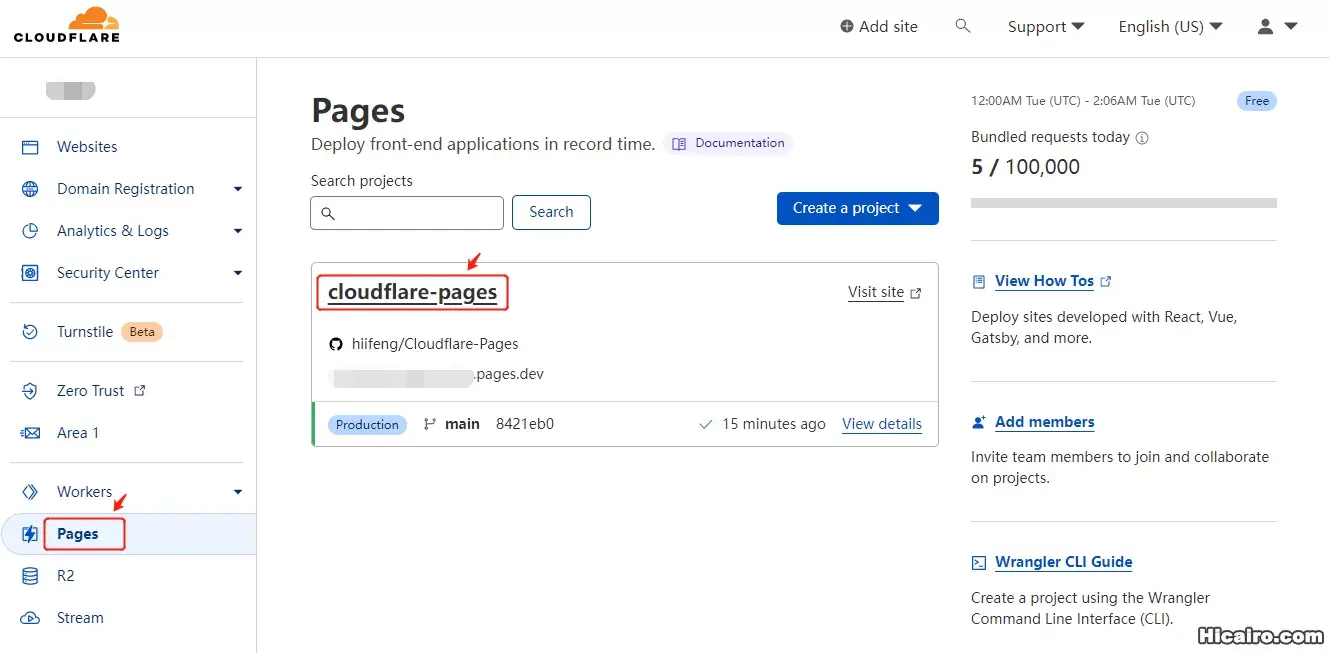 CLOUDFLARE
Add site
Support
English (US)
Websites
Domain Registration
Analytics & Logs
Security Center
Turnstile Beta
Zero Trust
Area 1
Workers
Pages
R2
Stream
Pages
Deploy front-end applications in record time. Documentation
Search projects
Search
Create a project
cloudflare-pages
Visit site
hiifeng/Cloudflare-Pages
.pages.dev
Production main 8421eb0 15 minutes ago View details
12:00AM Tue (UTC) - 2:06AM Tue (UTC) Free
Bundled requests today
5 / 100,000
View How Tos
Deploy sites developed with React, Vue,
Gatsby, and more.
Add members
Invite team members to join and collaborate
on projects.
Wrangler CLI Guide
Create a project using the Wrangler
Command Line Interface (CLI).
Hicairo.com